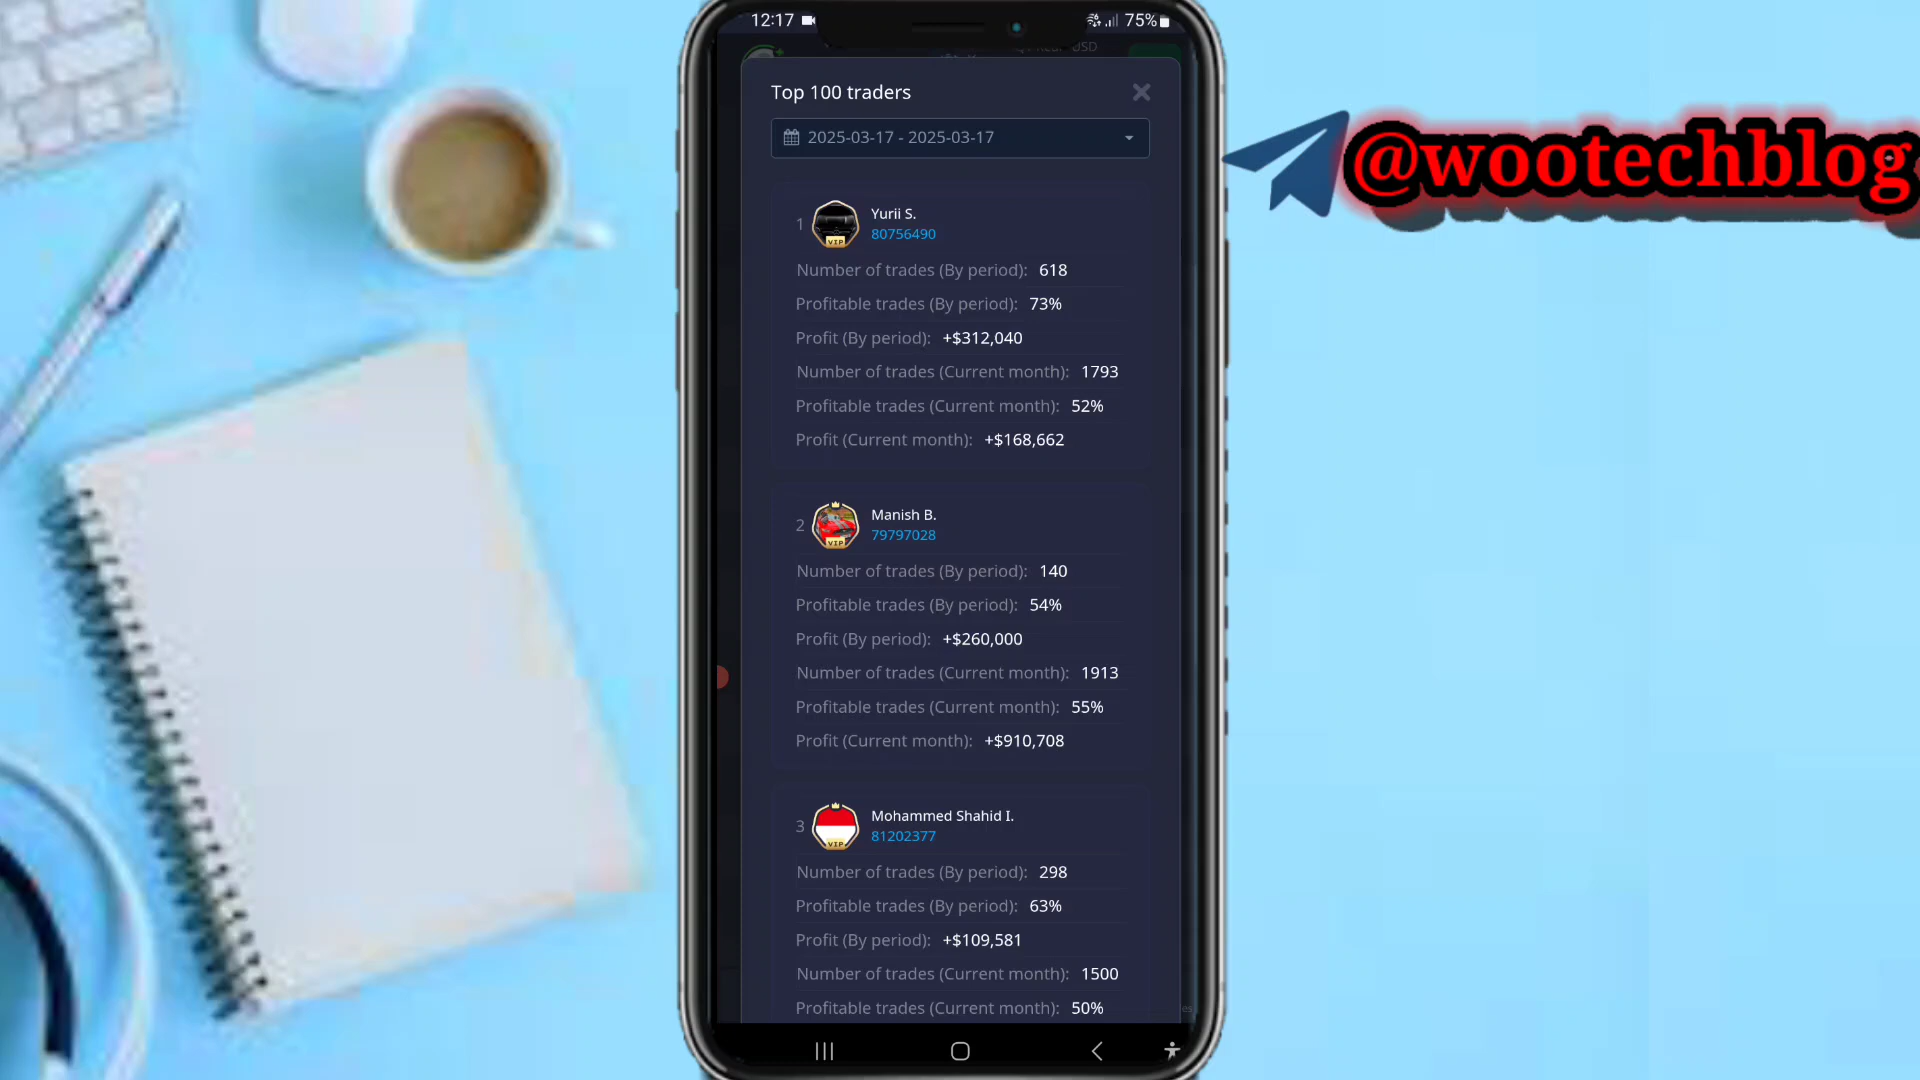 12:17
75%
USD
Top 100 traders
2025-03-17 - 2025-03-17
1
VIP
Yurii S.
80756490
Number of trades (By period): 618
Profitable trades (By period): 73%
Profit (By period): +$312,040
Number of trades (Current month): 1793
Profitable trades (Current month): 52%
Profit (Current month): +$168,662
2
VIP
Manish B.
79797028
Number of trades (By period): 140
Profitable trades (By period): 54%
Profit (By period): +$260,000
Number of trades (Current month): 1913
Profitable trades (Current month): 55%
Profit (Current month): +$910,708
3
VIP
Mohammed Shahid I.
81202377
Number of trades (By period): 298
Profitable trades (By period): 63%
Profit (By period): +$109,581
Number of trades (Current month): 1500
Profitable trades (Current month): 50%
@wootechblog